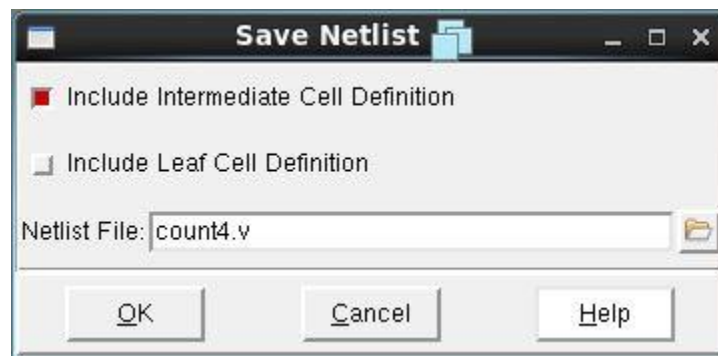 Save Netlist
Include Intermediate Cell Definition
Include Leaf Cell Definition
Netlist File: count4.v
OK Cancel Help